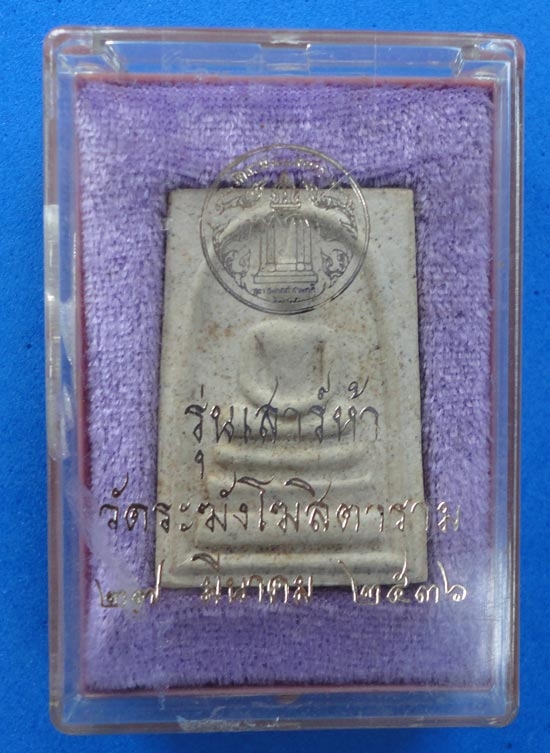 รุ่นเสาร์ห้า
วัดระฆังโฆสิตาราม
๒๗ มีนาคม ๒๕๓๖